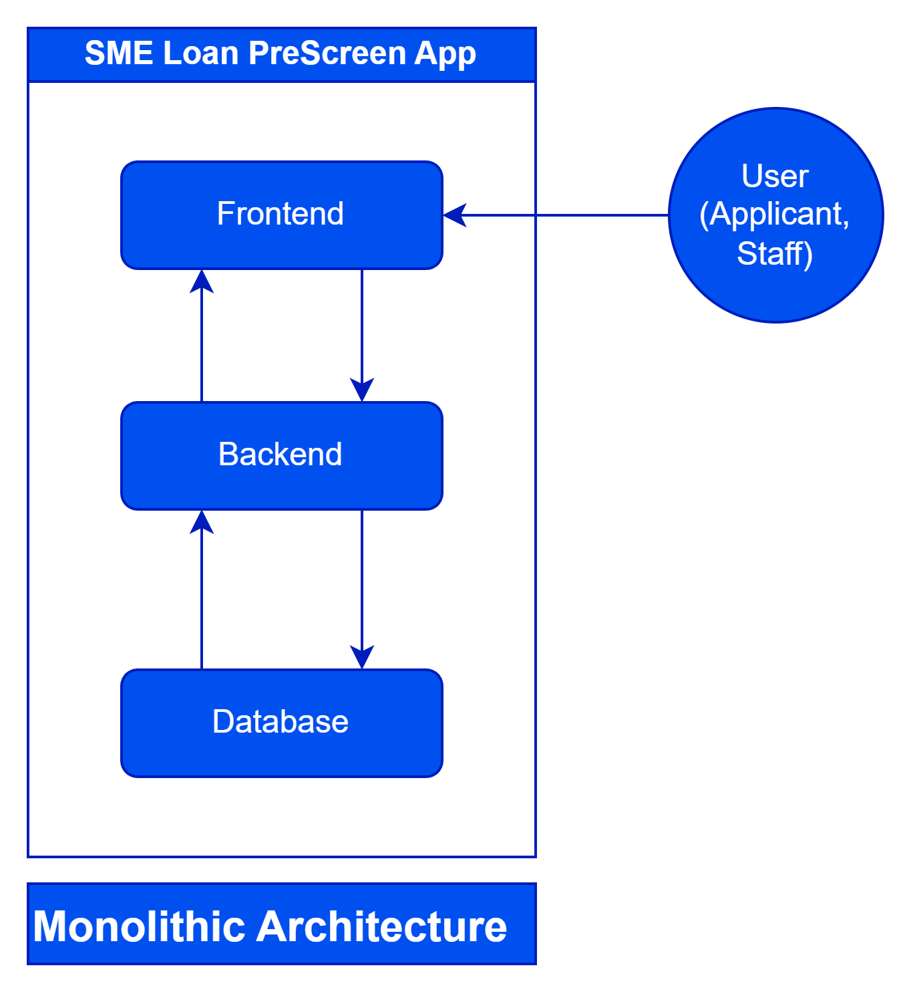 SME Loan PreScreen App
Frontend
User
(Applicant,
Staff)
Backend
Database
Monolithic Architecture